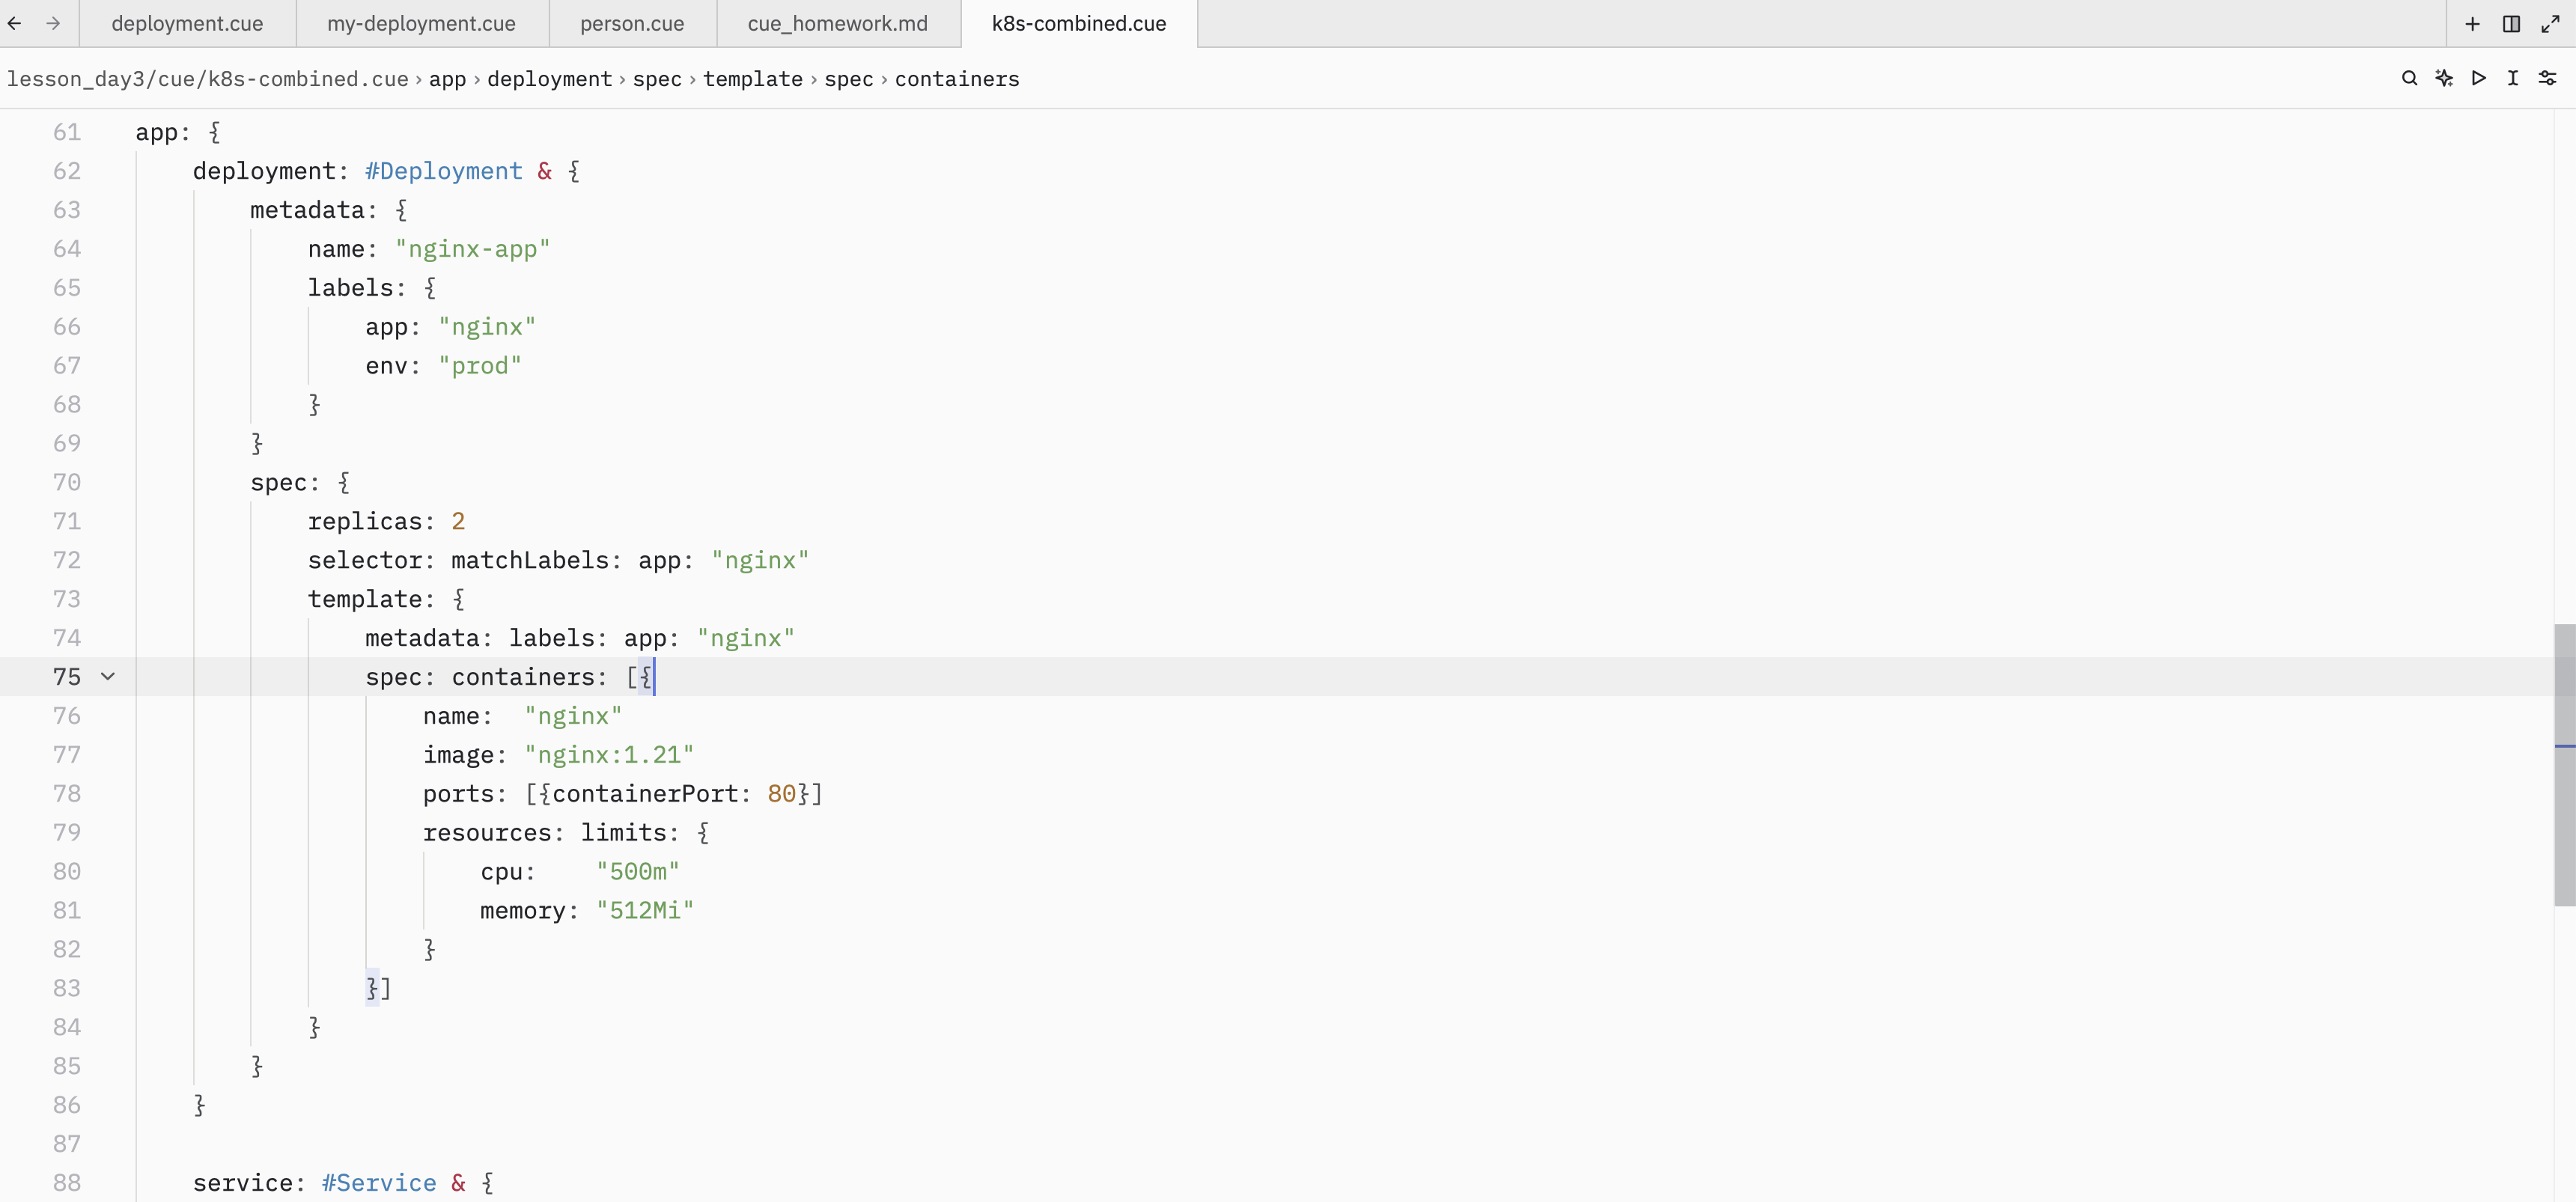 deployment.cue my-deployment.cue person.cue cue_homework.md k8s-combined.cue
lesson_day3/cue/k8s-combined.cue › app › deployment › spec › template › spec › containers
61 app: {
62     deployment: #Deployment & {
63         metadata: {
64             name: "nginx-app"
65             labels: {
66                 app: "nginx"
67                 env: "prod"
68             }
69         }
70         spec: {
71             replicas: 2
72             selector: matchLabels: app: "nginx"
73             template: {
74                 metadata: labels: app: "nginx"
75                 spec: containers: [{
76                     name:  "nginx"
77                     image: "nginx:1.21"
78                     ports: [{containerPort: 80}]
79                     resources: limits: {
80                         cpu:    "500m"
81                         memory: "512Mi"
82                     }
83                 }]
84             }
85         }
86     }
87
88     service: #Service & {